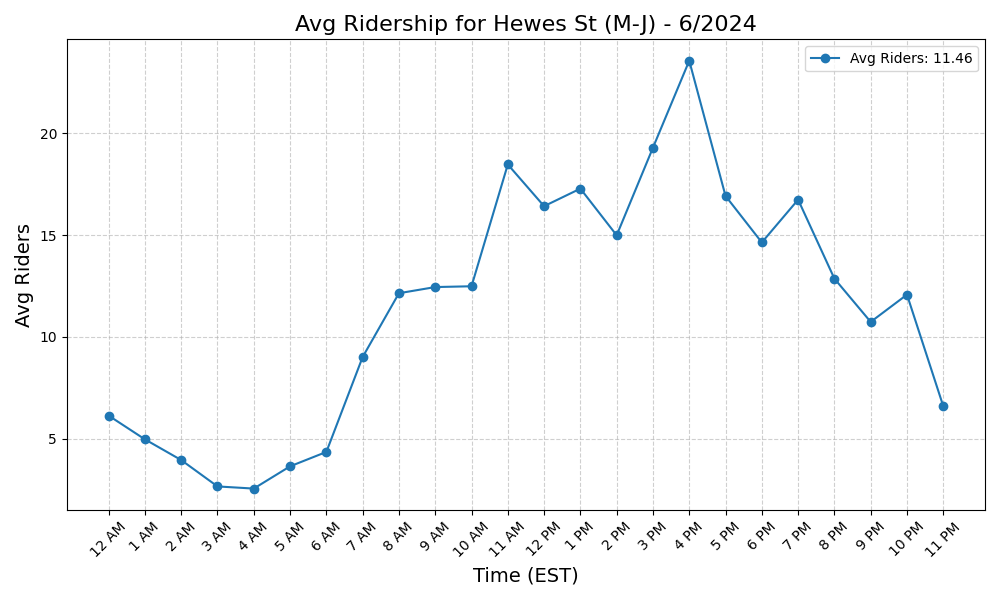 Avg Ridership for Hewes St (M-J) - 6/2024
Avg Riders: 11.46
Avg Riders
20
15
10
5
12 AM
1 AM
2 AM
3 AM
4 AM
5 AM
6 AM
7 AM
8 AM
9 AM
10 AM
11 AM
12 PM
1 PM
2 PM
3 PM
4 PM
5 PM
6 PM
7 PM
8 PM
9 PM
10 PM
11 PM
Time (EST)